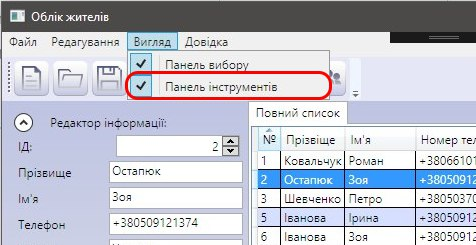 Облік жителів
Файл Редагування Вигляд Довідка
Панель вибору
Панель інструментів
Редактор інформації:
ІД: 2
Прізвище Остапюк
Ім'я Зоя
Телефон +380509121374
Повний список
№ Прізвище Ім'я Номер тел
1 Ковальчук Роман +3806610
2 Остапюк Зоя +38050912
3 Шевченко Петро +38050370
5 Іванова Ірина +38050912
6 Іванова Зоя +38050912